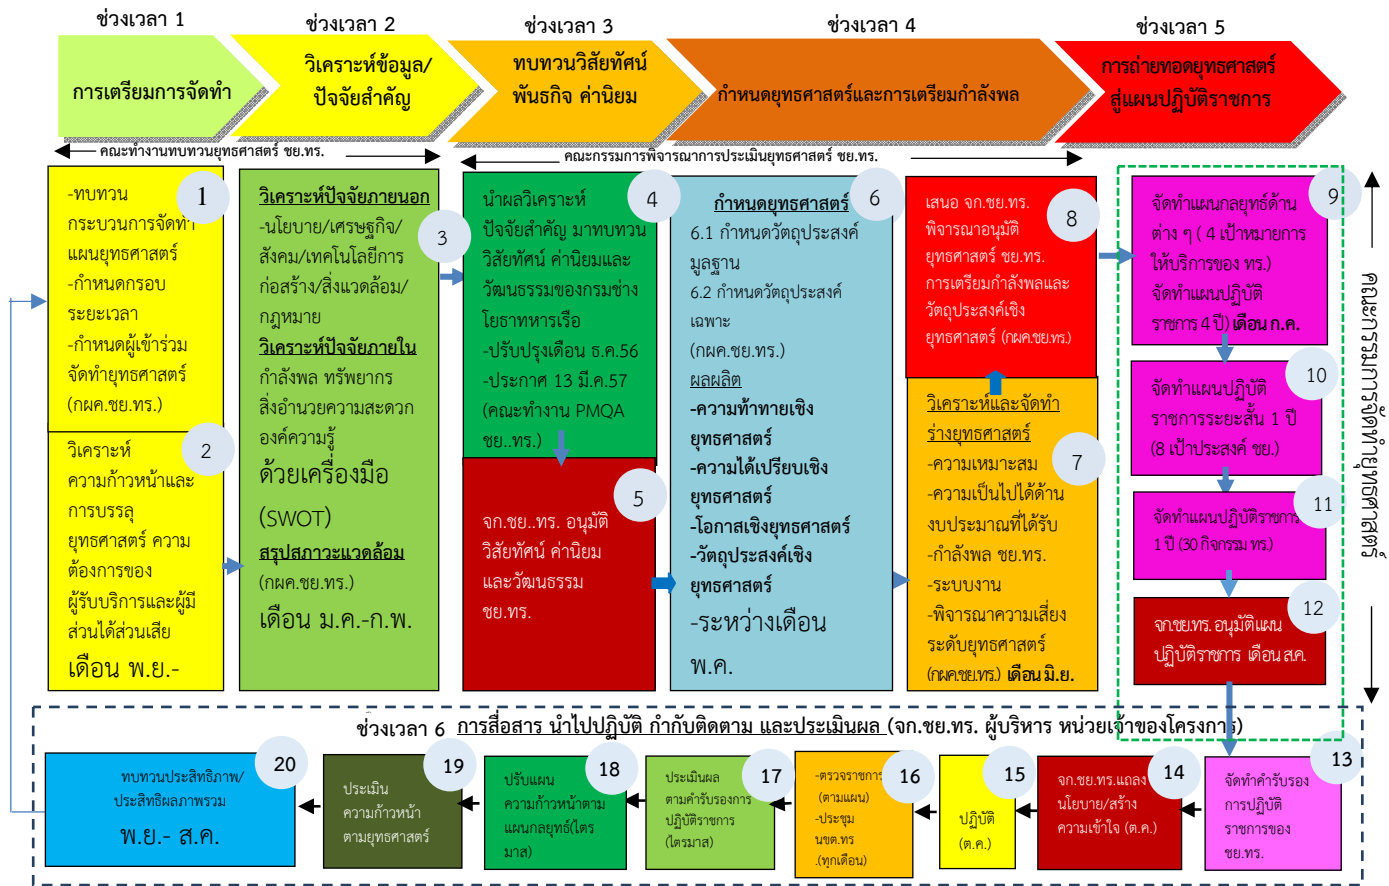 ช่วงเวลา 1
ช่วงเวลา 2
ช่วงเวลา 3
ช่วงเวลา 4
ช่วงเวลา 5
การเตรียมการจัดทำ
วิเคราะห์ข้อมูล/
ปัจจัยสำคัญ
ทบทวนวิสัยทัศน์
พันธกิจ ค่านิยม
กำหนดยุทธศาสตร์และการเตรียมกำลังพล
การถ่ายทอดยุทธศาสตร์
สู่แผนปฏิบัติราชการ
คณะทำงานทบทวนยุทธศาสตร์ ชย.ทร.
คณะกรรมการพิจารณาการประเมินยุทธศาสตร์ ชย.ทร.
1
-ทบทวน
กระบวนการจัดทำ
แผนยุทธศาสตร์
-กำหนดกรอบ
ระยะเวลา
-กำหนดผู้เข้าร่วม
จัดทำยุทธศาสตร์
(กผค.ชย.ทร.)
2
วิเคราะห์
ความก้าวหน้าและ
การบรรลุ
ยุทธศาสตร์ ความ
ต้องการของ
ผู้รับบริการและผู้มี
ส่วนได้ส่วนเสีย
เดือน พ.ย.-
3
วิเคราะห์ปัจจัยภายนอก
-นโยบาย/เศรษฐกิจ/
สังคม/เทคโนโลยีการ
ก่อสร้าง/สิ่งแวดล้อม/
กฎหมาย
วิเคราะห์ปัจจัยภายใน
กำลังพล ทรัพยากร
สิ่งอำนวยความสะดวก
องค์ความรู้
ด้วยเครื่องมือ
(SWOT)
สรุปสภาวะแวดล้อม
(กผค.ชย.ทร.)
เดือน ม.ค.-ก.พ.
4
นำผลวิเคราะห์
ปัจจัยสำคัญ มาทบทวน
วิสัยทัศน์ ค่านิยมและ
วัฒนธรรมของกรมช่าง
โยธาทหารเรือ
-ปรับปรุงเดือน ธ.ค.56
-ประกาศ 13 มี.ค.57
(คณะทำงาน PMQA
ชย..ทร.)
5
จก.ชย..ทร. อนุมัติ
วิสัยทัศน์ ค่านิยม
และวัฒนธรรม
ชย.ทร.
6
กำหนดยุทธศาสตร์
6.1 กำหนดวัตถุประสงค์
มูลฐาน
6.2 กำหนดวัตถุประสงค์
เฉพาะ
(กผค.ชย.ทร.)
ผลผลิต
-ความท้าทายเชิง
ยุทธศาสตร์
-ความได้เปรียบเชิง
ยุทธศาสตร์
-โอกาสเชิงยุทธศาสตร์
-วัตถุประสงค์เชิง
ยุทธศาสตร์
-ระหว่างเดือน
พ.ค.
8
เสนอ จก.ชย.ทร.
พิจารณาอนุมัติ
ยุทธศาสตร์ ชย.ทร.
การเตรียมกำลังพลและ
วัตถุประสงค์เชิง
ยุทธศาสตร์ (กผค.ชย.ทร.)
7
วิเคราะห์และจัดทำ
ร่างยุทธศาสตร์
-ความเหมาะสม
-ความเป็นไปได้ด้าน
งบประมาณที่ได้รับ
-กำลังพล ชย.ทร.
-ระบบงาน
-พิจารณาความเสี่ยง
ระดับยุทธศาสตร์
(กผค.ชย.ทร.) เดือน มิ.ย.
9
จัดทำแผนกลยุทธ์ด้าน
ต่าง ๆ ( 4 เป้าหมายการ
ให้บริการของ ทร.)
จัดทำแผนปฏิบัติ
ราชการ 4 ปี) เดือน ก.ค.
10
จัดทำแผนปฏิบัติ
ราชการระยะสั้น 1 ปี
(8 เป้าประสงค์ ชย.)
11
จัดทำแผนปฏิบัติราชการ
1 ปี (30 กิจกรรม ทร.)
12
จก.ชย.ทร. อนุมัติแผน
ปฏิบัติราชการ เดือน ส.ค.
คณะกรรมการจัดทำยุทธศาสตร์
ช่วงเวลา 6 การสื่อสาร นำไปปฏิบัติ กำกับติดตาม และประเมินผล (จก.ชย.ทร. ผู้บริหาร หน่วยเจ้าของโครงการ)
20
ทบทวนประสิทธิภาพ/
ประสิทธิผลภาพรวม
พ.ย.- ส.ค.
19
ประเมิน
ความก้าวหน้า
ตามยุทธศาสตร์
18
ปรับแผน
ความก้าวหน้าตาม
แผนกลยุทธ์(ไตร
มาส)
17
ประเมินผล
ตามคำรับรองการ
ปฏิบัติราชการ
(ไตรมาส)
16
-ตรวจราชการ
(ตามแผน)
-ประชุม
นขต.ทร
.(ทุกเดือน)
15
ปฏิบัติ
(ต.ค.)
14
จก.ชย.ทร.แถลง
นโยบาย/สร้าง
ความเข้าใจ (ต.ค.)
13
จัดทำคำรับรอง
การปฏิบัติ
ราชการของ
ชย.ทร.